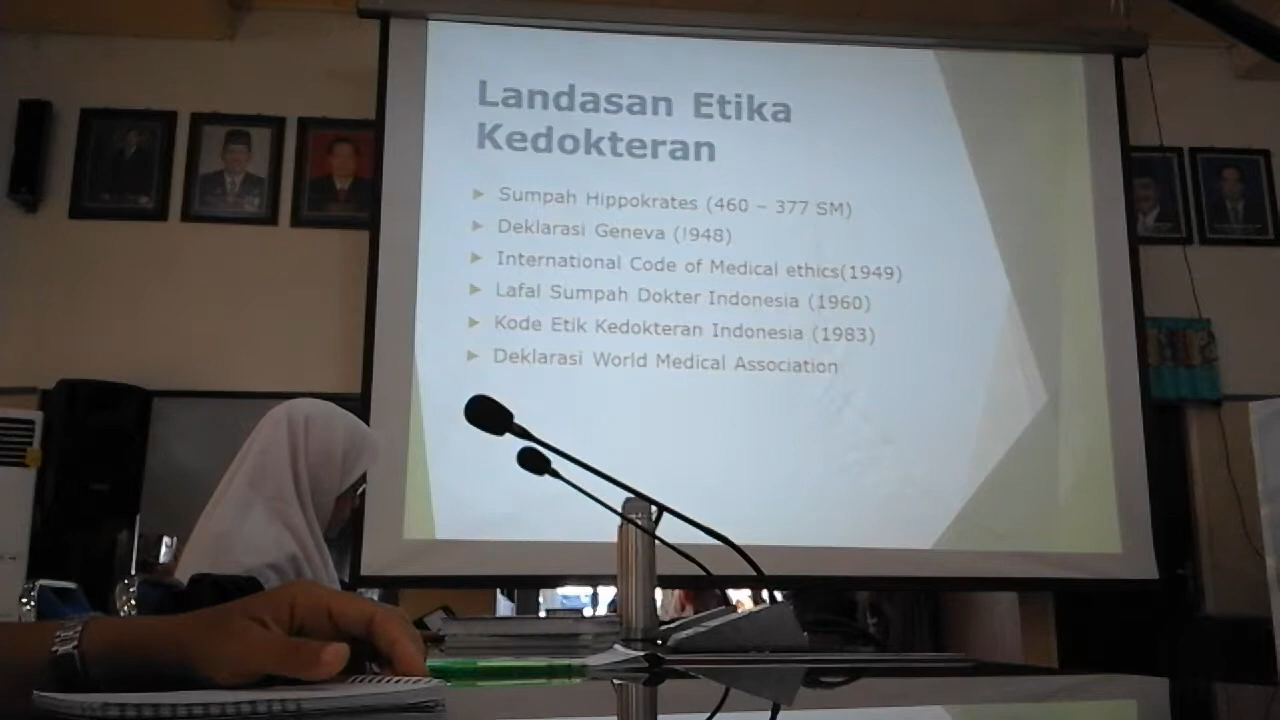 Landasan Etika
Kedokteran
Sumpah Hippokrates (460 – 377 SM)
Deklarasi Geneva (!948)
International Code of Medical ethics(1949)
Lafal Sumpah Dokter Indonesia (1960)
Kode Etik Kedokteran Indonesia (1983)
Deklarasi World Medical Association